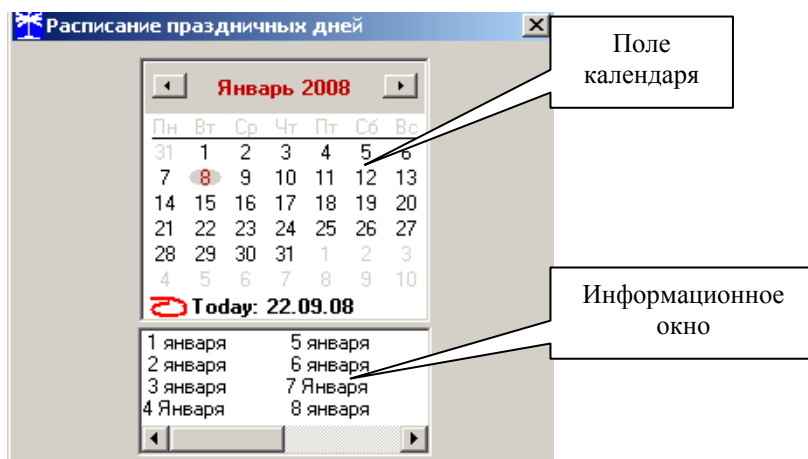 Расписание праздничных дней
Поле
календаря
Январь 2008
Пн Вт Ср Чт Пт Сб Вс
31 1 2 3 4 5 6
7 8 9 10 11 12 13
14 15 16 17 18 19 20
21 22 23 24 25 26 27
28 29 30 31 1 2 3
4 5 6 7 8 9 10
Today: 22.09.08
Информационное
окно
1 января 5 января
2 января 6 января
3 января 7 Января
4 Января 8 января